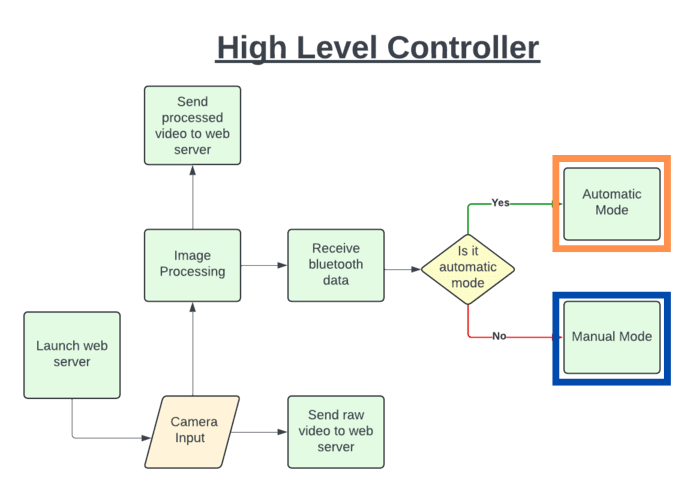 High Level Controller
Send
processed
video to web
server
Yes
Automatic
Mode
Image
Processing
Receive
bluetooth
data
Is it
automatic
mode
No
Manual Mode
Launch web
server
Camera
Input
Send raw
video to web
server